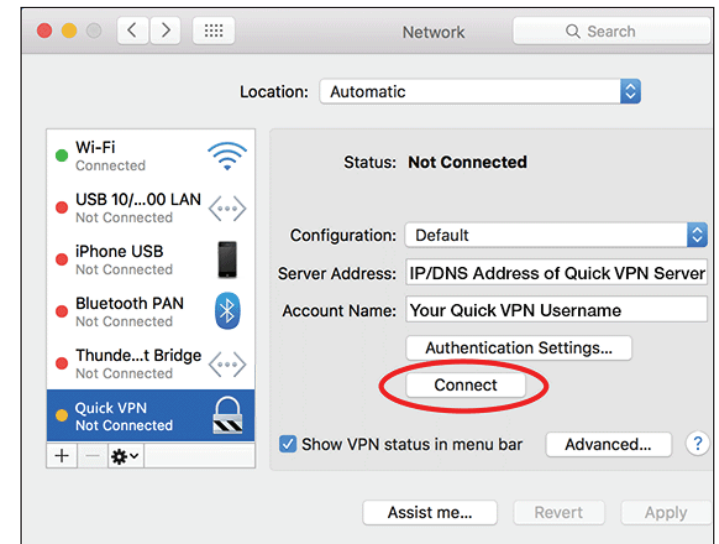 Network
Search
Location: Automatic
Wi-Fi
Connected
USB 10/...00 LAN
Not Connected
iPhone USB
Not Connected
Bluetooth PAN
Not Connected
Thunde...t Bridge
Not Connected
Quick VPN
Not Connected
Status: Not Connected
Configuration: Default
Server Address: IP/DNS Address of Quick VPN Server
Account Name: Your Quick VPN Username
Authentication Settings...
Connect
Show VPN status in menu bar
Advanced...
?
Assist me...
Revert
Apply